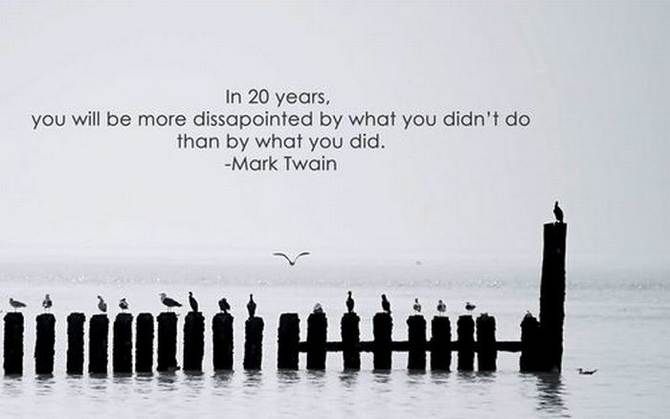 In 20 years,
you will be more dissapointed by what you didn't do
than by what you did.
-Mark Twain